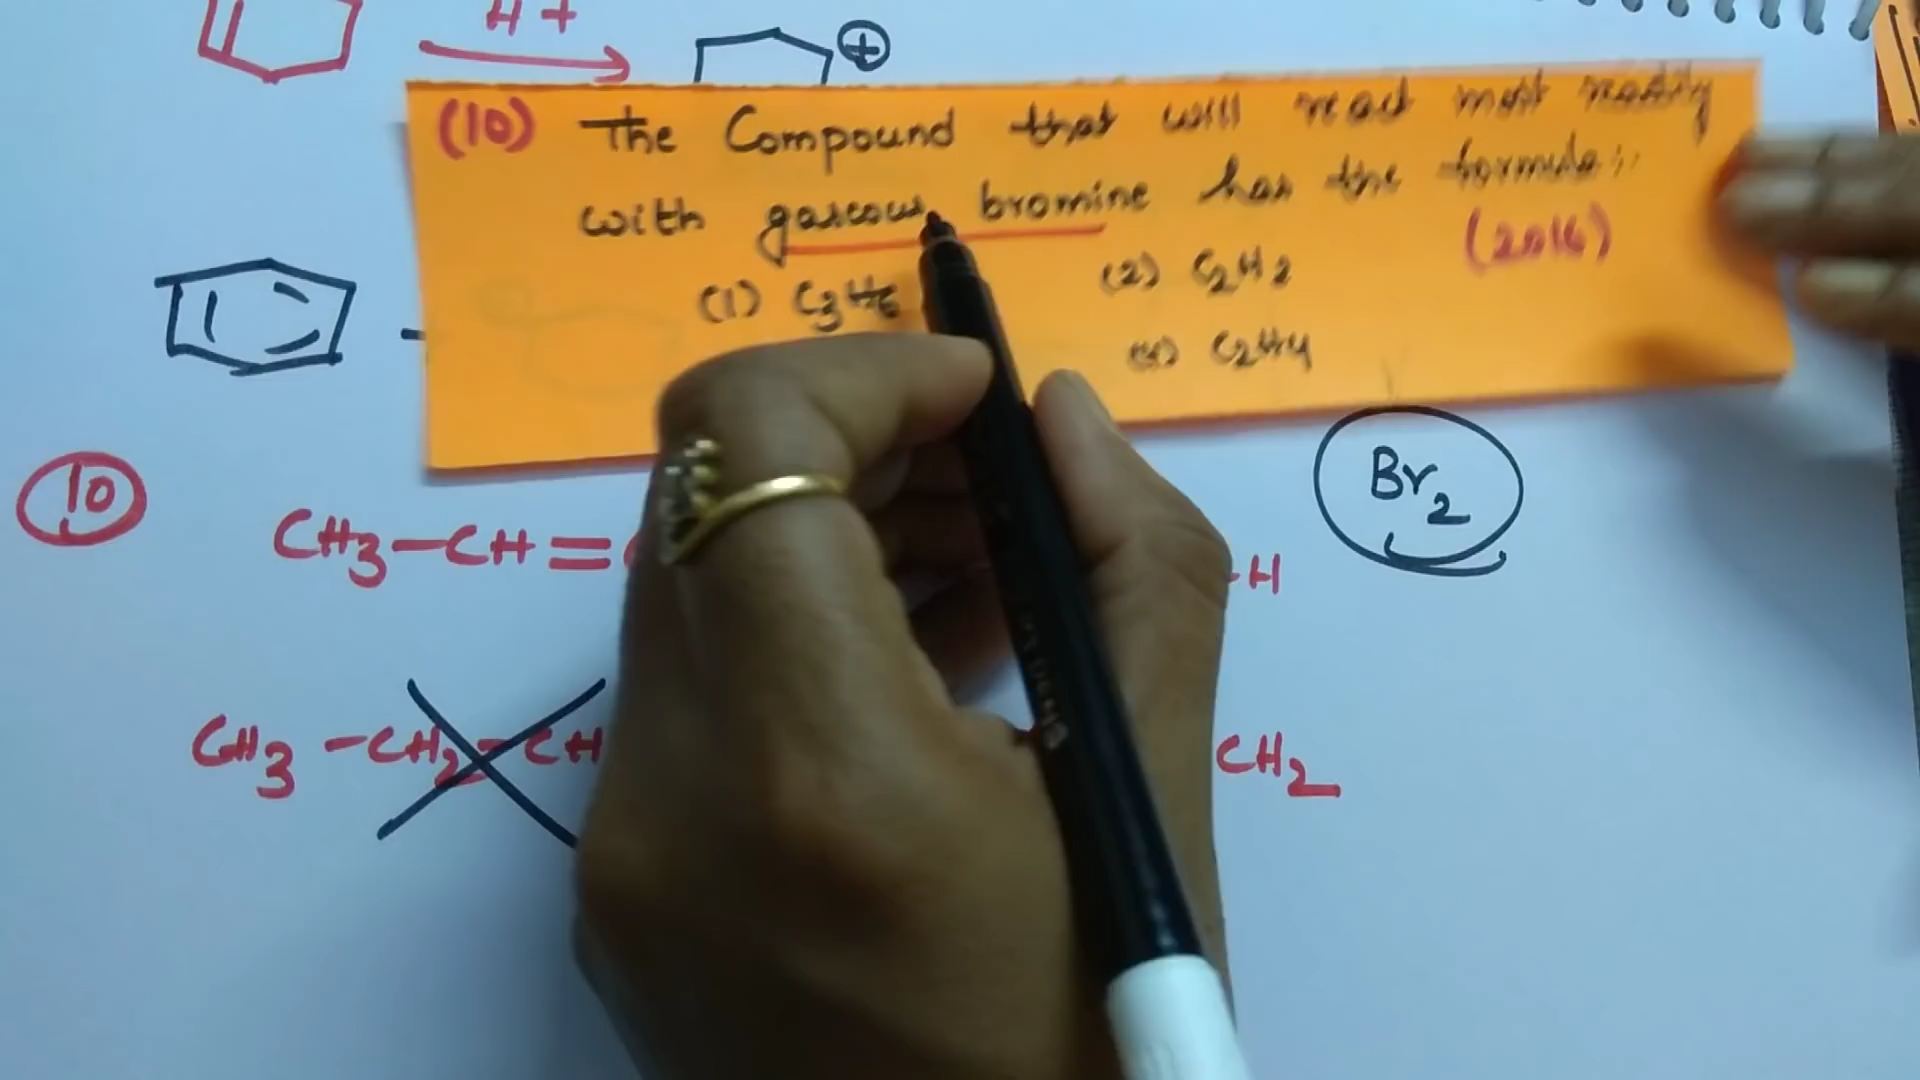 H+
⊕
(10) The Compound that will react most readily
with gaseous bromine has the formula:
(2016)
(1) C3H6 (2) C2H2
(4) C2H4
Br2
10 CH3-CH= -H
CH3-CH2-CH CH2